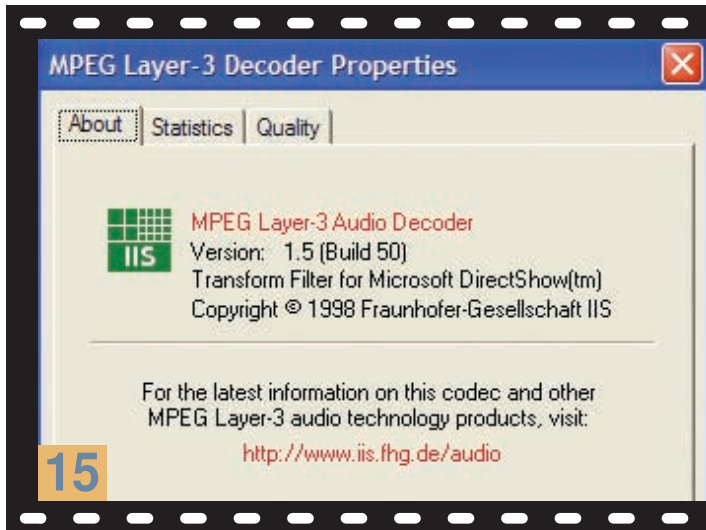 MPEG Layer-3 Decoder Properties
About Statistics Quality
IIS
MPEG Layer-3 Audio Decoder
Version: 1.5 (Build 50)
Transform Filter for Microsoft DirectShow(tm)
Copyright © 1998 Fraunhofer-Gesellschaft IIS
For the latest information on this codec and other
MPEG Layer-3 audio technology products, visit:
http://www.iis.fhg.de/audio
15